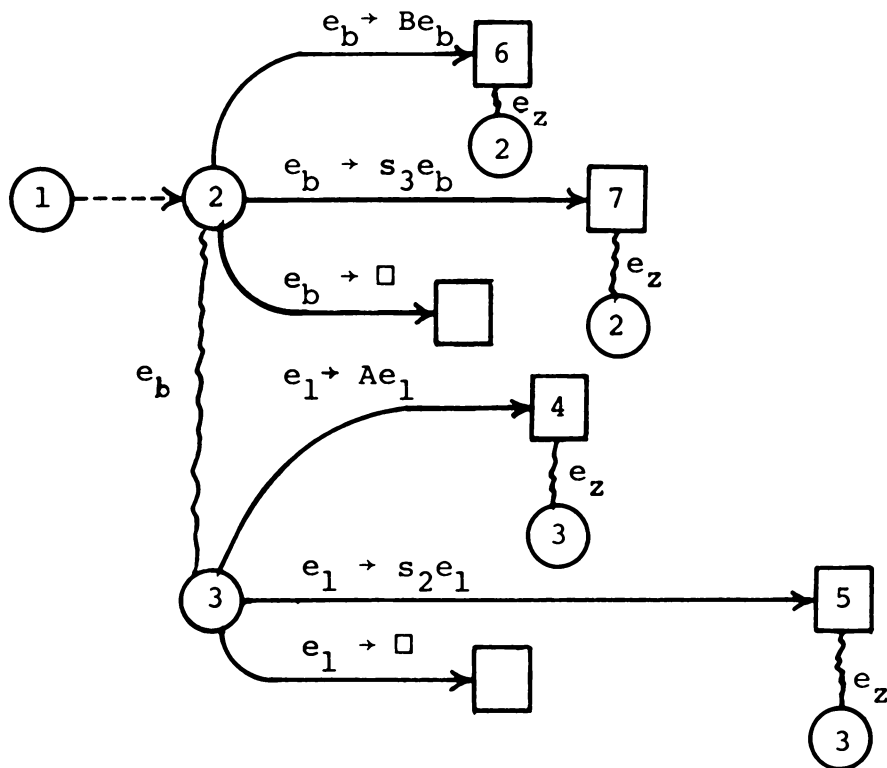 e_b → Be_b
6
e_z
2
1
2
e_b → s_3e_b
7
e_z
2
e_b → □
e_b
e_1 → Ae_1
4
e_z
3
3
e_1 → s_2e_1
5
e_z
3
e_1 → □